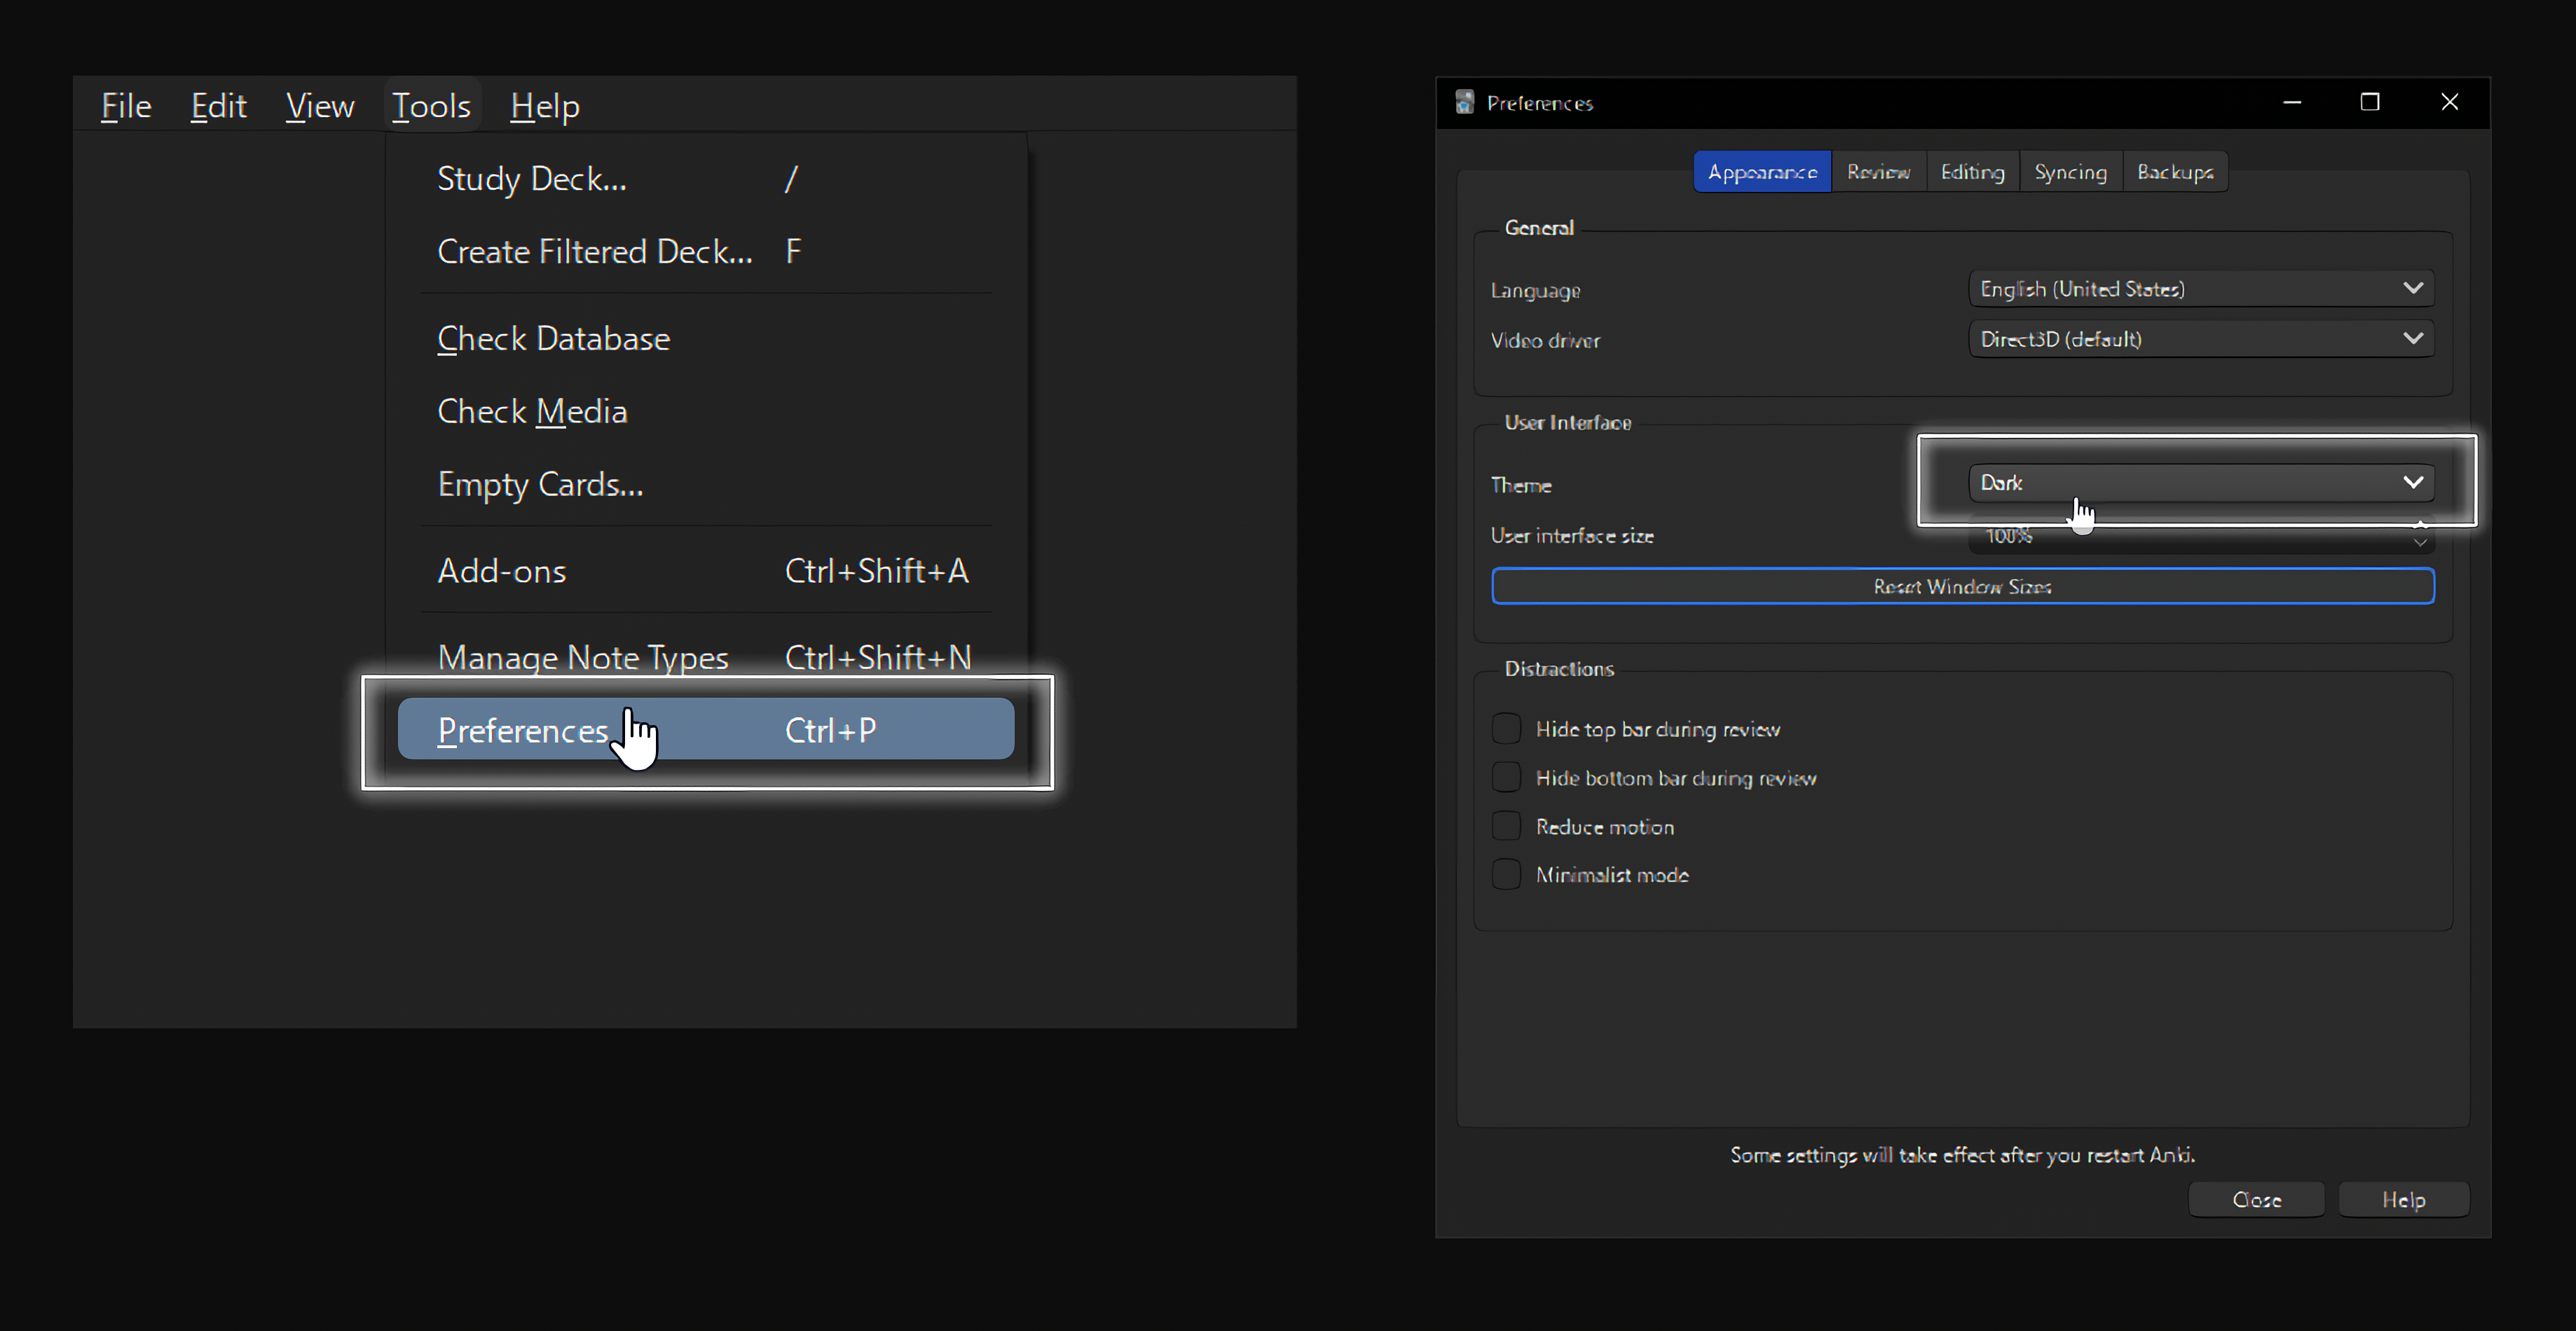 File Edit View Tools Help
Study Deck... /
Create Filtered Deck... F
Check Database
Check Media
Empty Cards...
Add-ons Ctrl+Shift+A
Manage Note Types Ctrl+Shift+N
Preferences Ctrl+P
Preferences
Appearance Review Editing Syncing Backups
General
Language English (United States)
Video driver Direct3D (default)
User Interface
Theme Dark
User interface size 100%
Reset Window Sizes
Distractions
Hide top bar during review
Hide bottom bar during review
Reduce motion
Minimalist mode
Some settings will take effect after you restart Anki.
Close Help